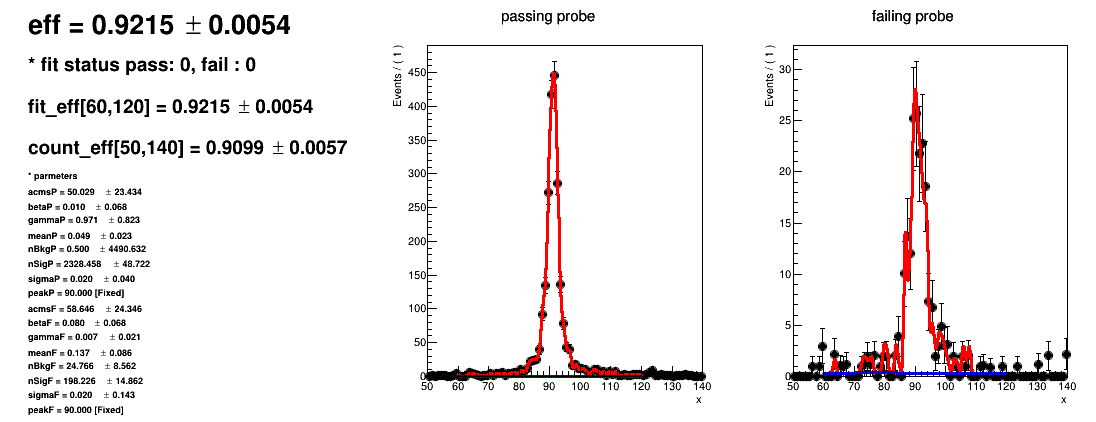 eff = 0.9215 ± 0.0054
* fit status pass: 0, fail : 0
fit_eff[60,120] = 0.9215 ± 0.0054
count_eff[50,140] = 0.9099 ± 0.0057
* parmeters
acmsP = 50.029 ± 23.434
betaP = 0.010 ± 0.068
gammaP = 0.971 ± 0.823
meanP = 0.049 ± 0.023
nBkgP = 0.500 ± 4490.632
nSigP = 2328.458 ± 48.722
sigmaP = 0.020 ± 0.040
peakP = 90.000 [Fixed]
acmsF = 58.646 ± 24.346
betaF = 0.080 ± 0.068
gammaF = 0.007 ± 0.021
meanF = 0.137 ± 0.086
nBkgF = 24.766 ± 8.562
nSigF = 198.226 ± 14.862
sigmaF = 0.020 ± 0.143
peakF = 90.000 [Fixed]
passing probe
Events / ( 1 )
450
400
350
300
250
200
150
100
50
0
50 60 70 80 90 100 110 120 130 140
x
failing probe
Events / ( 1 )
30
25
20
15
10
5
0
50 60 70 80 90 100 110 120 130 140
x